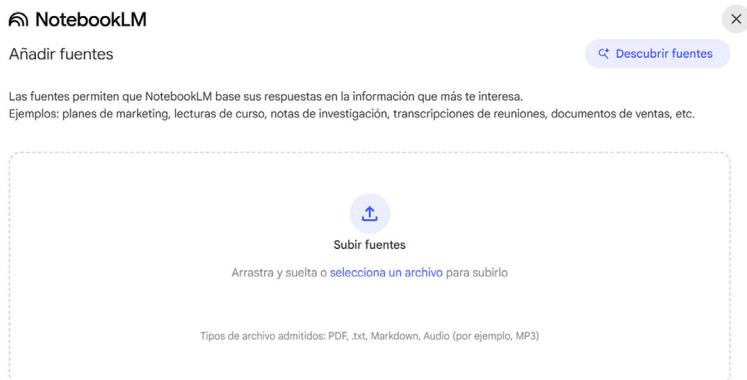 NotebookLM
Añadir fuentes
Descubrir fuentes
Las fuentes permiten que NotebookLM base sus respuestas en la información que más te interesa.
Ejemplos: planes de marketing, lecturas de curso, notas de investigación, transcripciones de reuniones, documentos de ventas, etc.
Subir fuentes
Arrastra y suelta o selecciona un archivo para subirlo
Tipos de archivo admitidos: PDF, .txt, Markdown, Audio (por ejemplo, MP3)